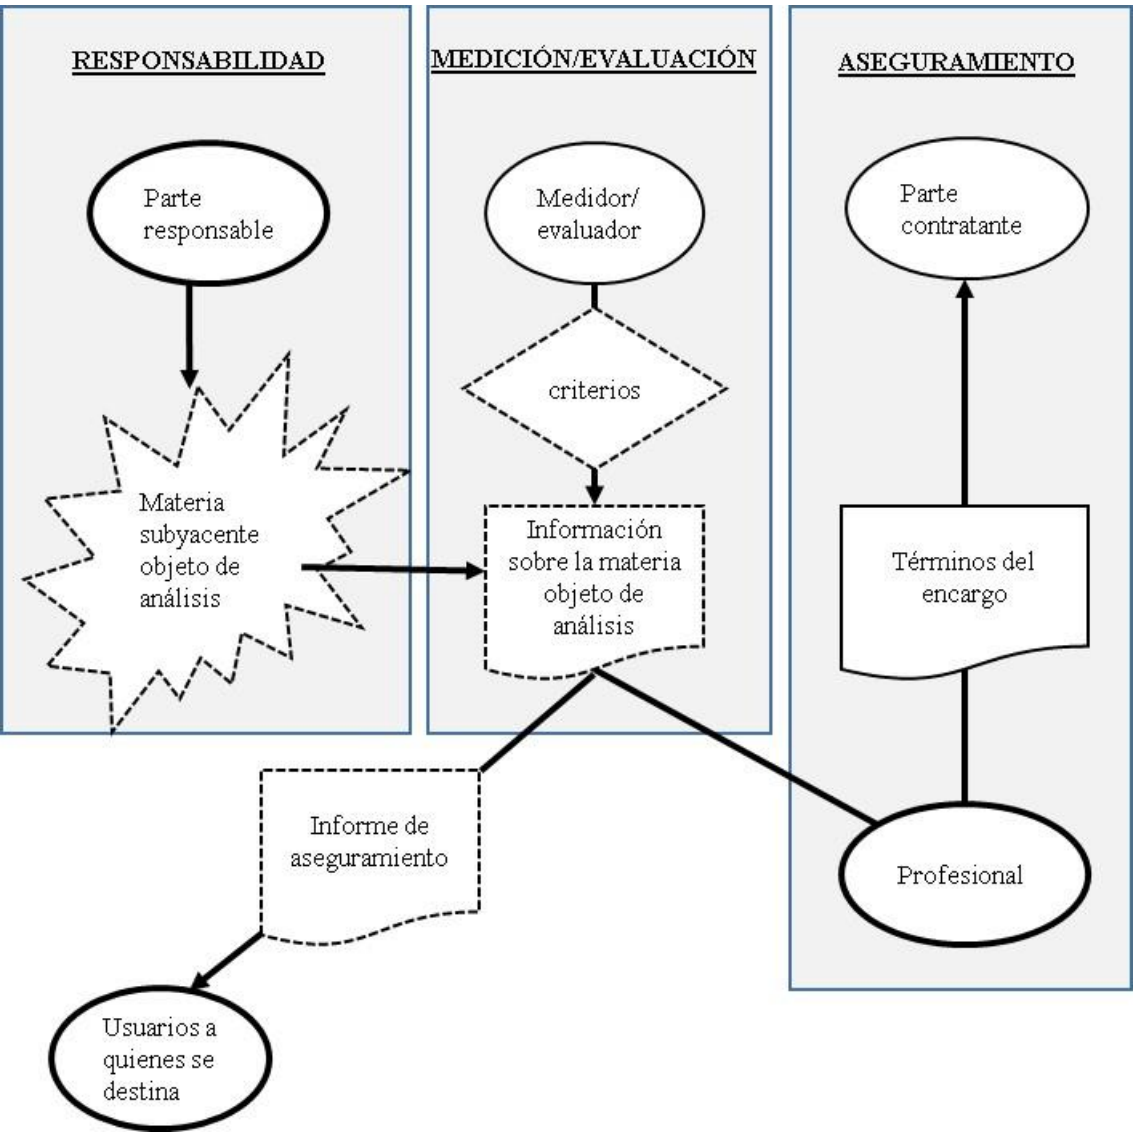 RESPONSABILIDAD
MEDICIÓN/EVALUACIÓN
ASEGURAMIENTO
Parte
responsable
Medidor/
evaluador
Parte
contratante
criterios
Materia
subyacente
objeto de
análisis
Información
sobre la materia
objeto de
análisis
Términos del
encargo
Informe de
aseguramiento
Profesional
Usuarios a
quienes se
destina